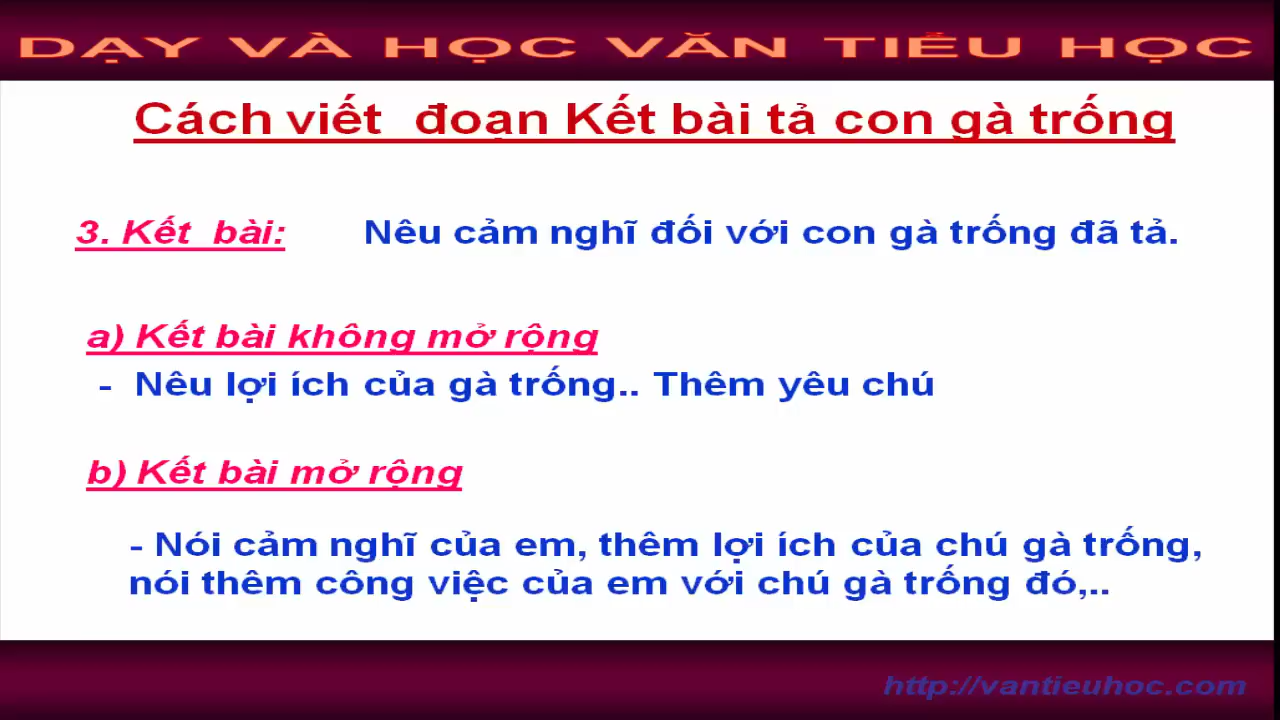 DẠY VÀ HỌC VĂN TIỂU HỌC
Cách viết đoạn Kết bài tả con gà trống
3. Kết bài: Nêu cảm nghĩ đối với con gà trống đã tả.
a) Kết bài không mở rộng
- Nêu lợi ích của gà trống.. Thêm yêu chú
b) Kết bài mở rộng
- Nói cảm nghĩ của em, thêm lợi ích của chú gà trống,
nói thêm công việc của em với chú gà trống đó,..
http://vantieuhoc.com